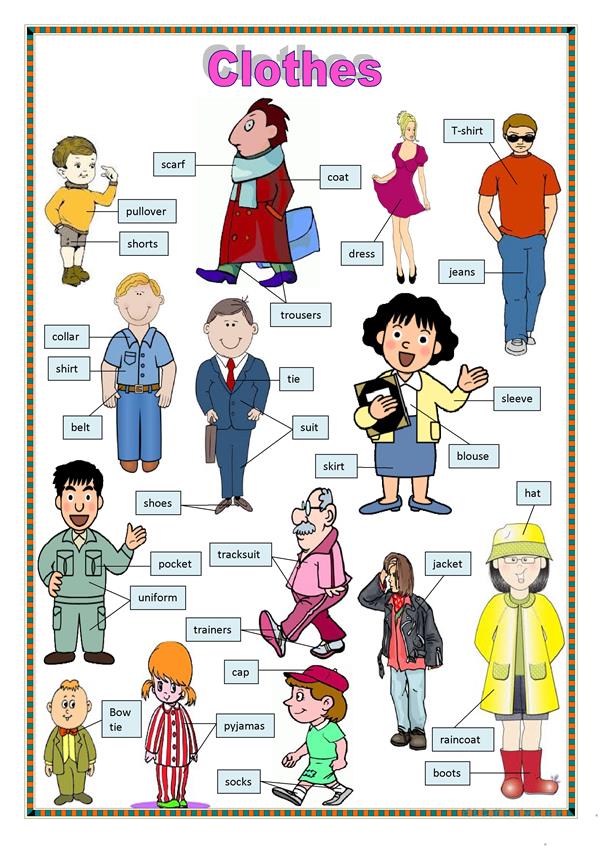 Clothes
T-shirt
scarf
coat
pullover
shorts
dress
jeans
trousers
collar
shirt
tie
sleeve
belt
suit
blouse
skirt
hat
shoes
pocket
tracksuit
jacket
uniform
trainers
cap
Bow
tie
pyjamas
raincoat
socks
boots